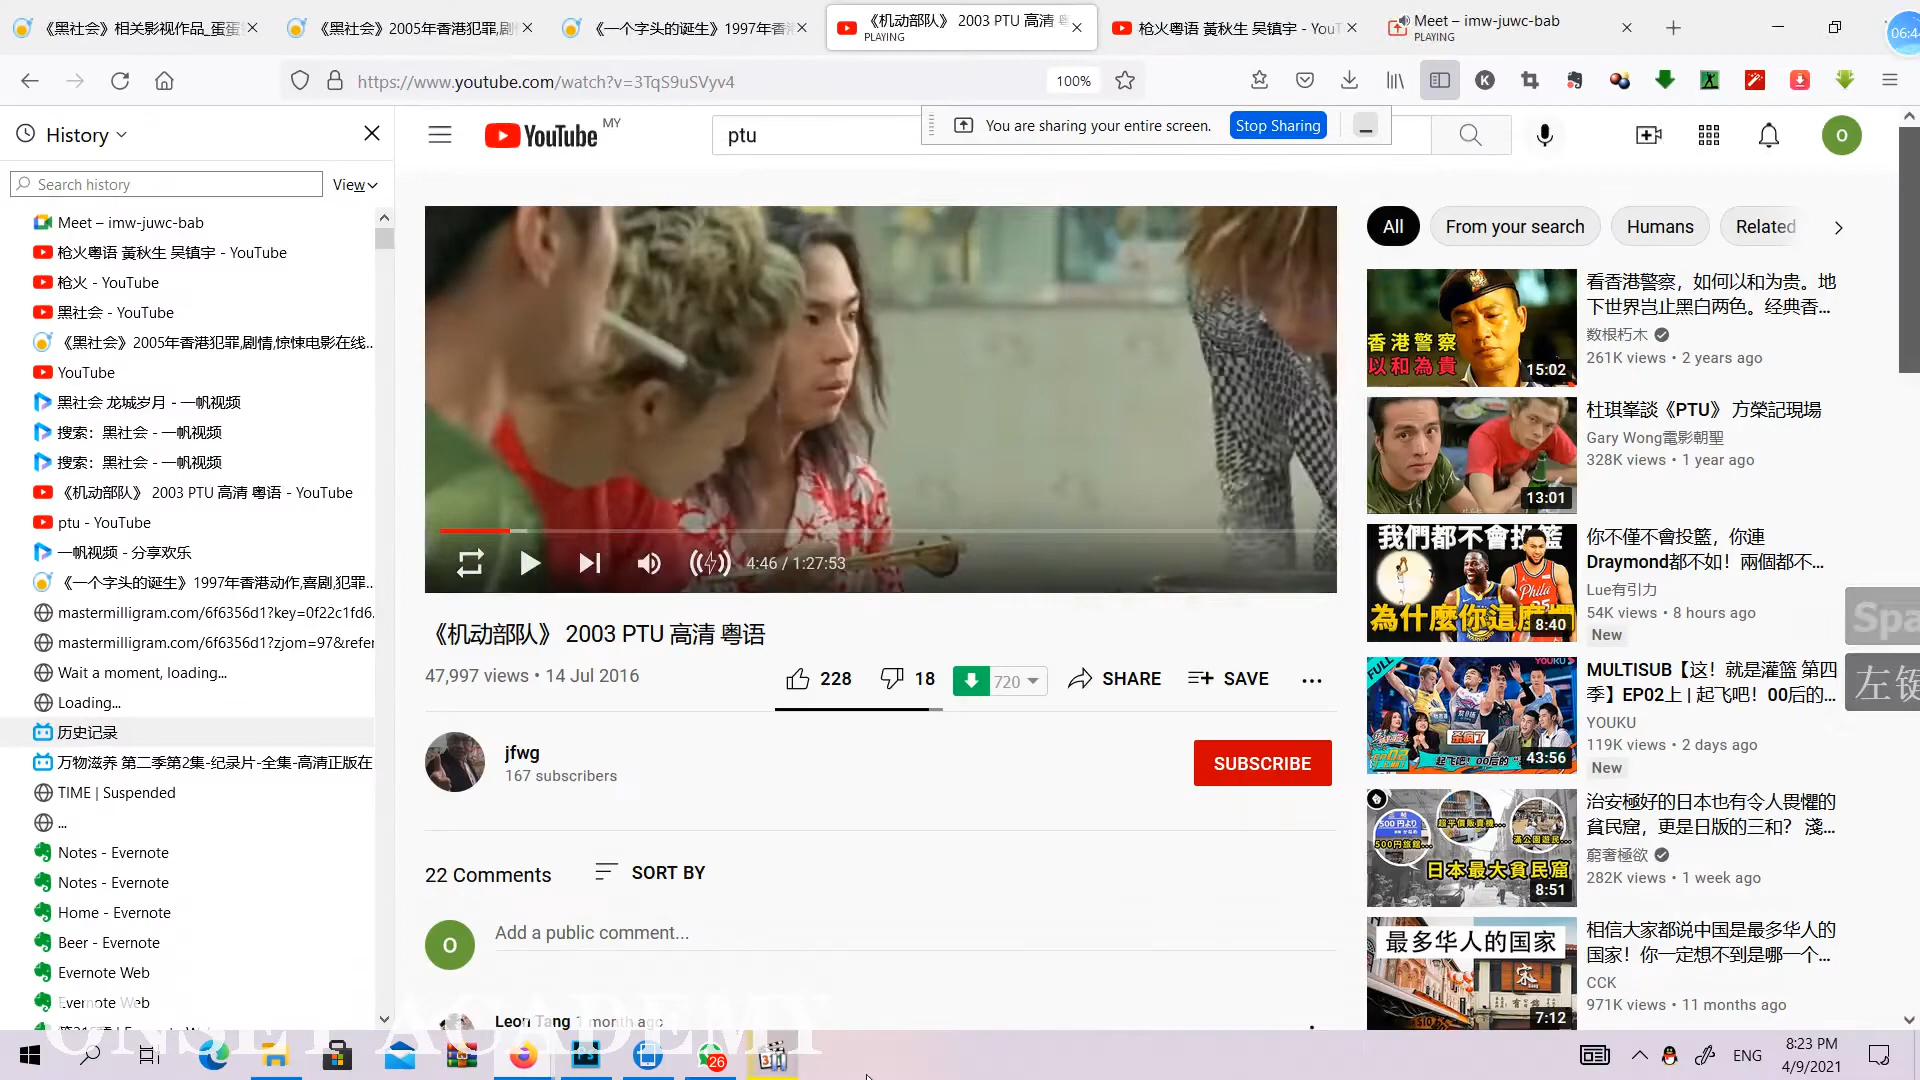 《黑社会》相关影视作品_蛋蛋
《黑社会》2005年香港犯罪,剧
《一个字头的诞生》1997年香
《机动部队》 2003 PTU 高清 粤
PLAYING
枪火粵语 黃秋生 吴镇宇 - YouT
Meet – imw-juwc-bab
PLAYING
06:4
https://www.youtube.com/watch?v=3TqS9uSVyv4
100%
History
Search history
View
Meet – imw-juwc-bab
枪火粵语 黃秋生 吴镇宇 - YouTube
枪火 - YouTube
黑社会 - YouTube
《黑社会》2005年香港犯罪,剧情,惊悚电影在线..
YouTube
黑社会 龙城岁月 - 一帆视频
搜索：黑社会 - 一帆视频
搜索：黑社会 - 一帆视频
《机动部队》 2003 PTU 高清 粤语 - YouTube
ptu - YouTube
一帆视频 - 分享欢乐
《一个字头的诞生》1997年香港动作,喜剧,犯罪..
mastermilligram.com/6f6356d1?key=0f22c1fd6.
mastermilligram.com/6f6356d1?zjom=97&refer
Wait a moment, loading...
Loading...
历史记录
万物滋养 第二季第2集-纪录片-全集-高清正版在
TIME | Suspended
...
Notes - Evernote
Notes - Evernote
Home - Evernote
Beer - Evernote
Evernote Web
Evernote Web
YouTube MY
ptu
You are sharing your entire screen.
Stop Sharing
O
4:46 / 1:27:53
《机动部队》 2003 PTU 高清 粤语
47,997 views • 14 Jul 2016
228
18
720
SHARE
SAVE
jfwg
167 subscribers
SUBSCRIBE
22 Comments
SORT BY
O
Add a public comment...
Leon Tang 1 month ago
All
From your search
Humans
Related
香港警察
以和為貴
15:02
看香港警察，如何以和为贵。地
下世界岂止黑白两色。经典香...
数根朽木
261K views • 2 years ago
13:01
杜琪峯談《PTU》 方榮記現場
Gary Wong電影朝聖
328K views • 1 year ago
我們都不會投籃
Phila
為什麼你這麼
8:40
你不僅不會投籃，你連
Draymond都不如！兩個都不...
Lue有引力
54K views • 8 hours ago
New
FULL
YOUKU
43:56
MULTISUB【这！就是灌篮 第四
季】EP02上 | 起飞吧！00后的...
YOUKU
119K views • 2 days ago
New
日本最大貧民窟
8:51
治安極好的日本也有令人畏懼的
貧民窟，更是日版的三和？ 淺...
窮奢極欲
282K views • 1 week ago
最多华人的国家
7:12
相信大家都说中国是最多华人的
国家！你一定想不到是哪一个...
CCK
971K views • 11 months ago
Spa
左键
ONSET ACADEMY
26
ENG
8:23 PM
4/9/2021